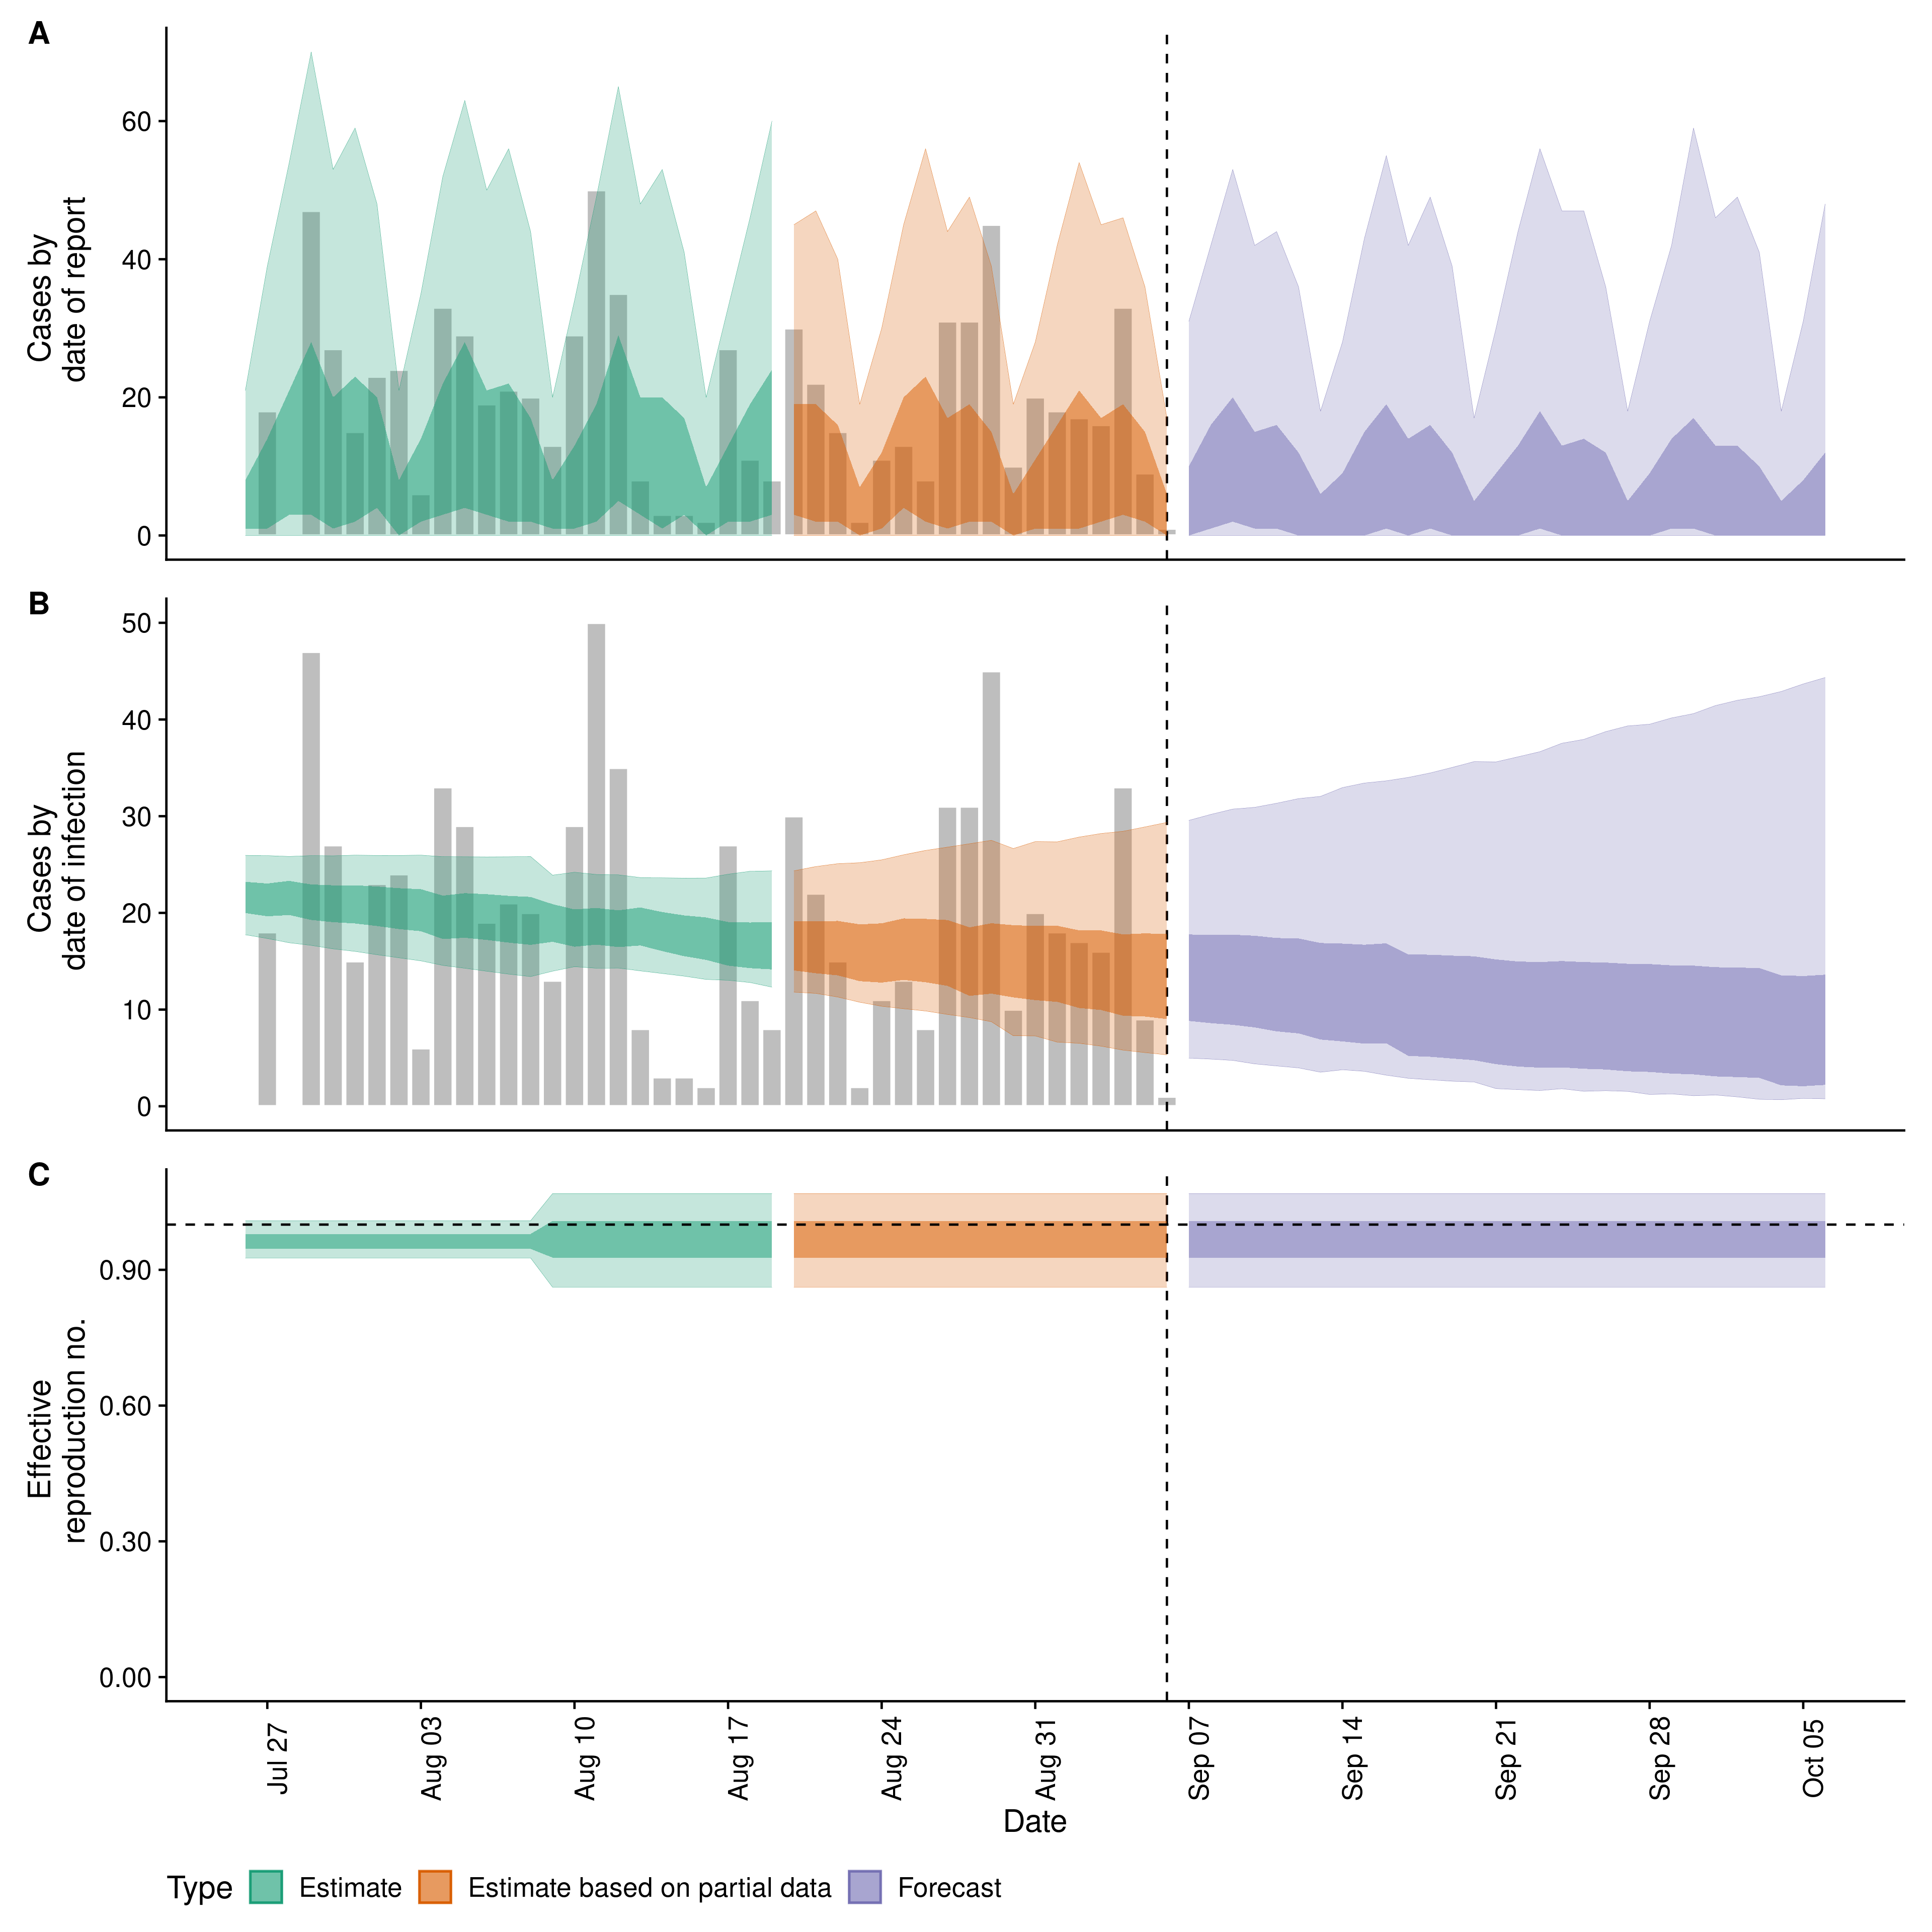 A
Cases by
date of report
60
40
20
0
B
Cases by
date of infection
50
40
30
20
10
0
C
Effective
reproduction no.
0.90
0.60
0.30
0.00
Jul 27
Aug 03
Aug 10
Aug 17
Aug 24
Aug 31
Sep 07
Sep 14
Sep 21
Sep 28
Oct 05
Date
Type Estimate Estimate based on partial data Forecast